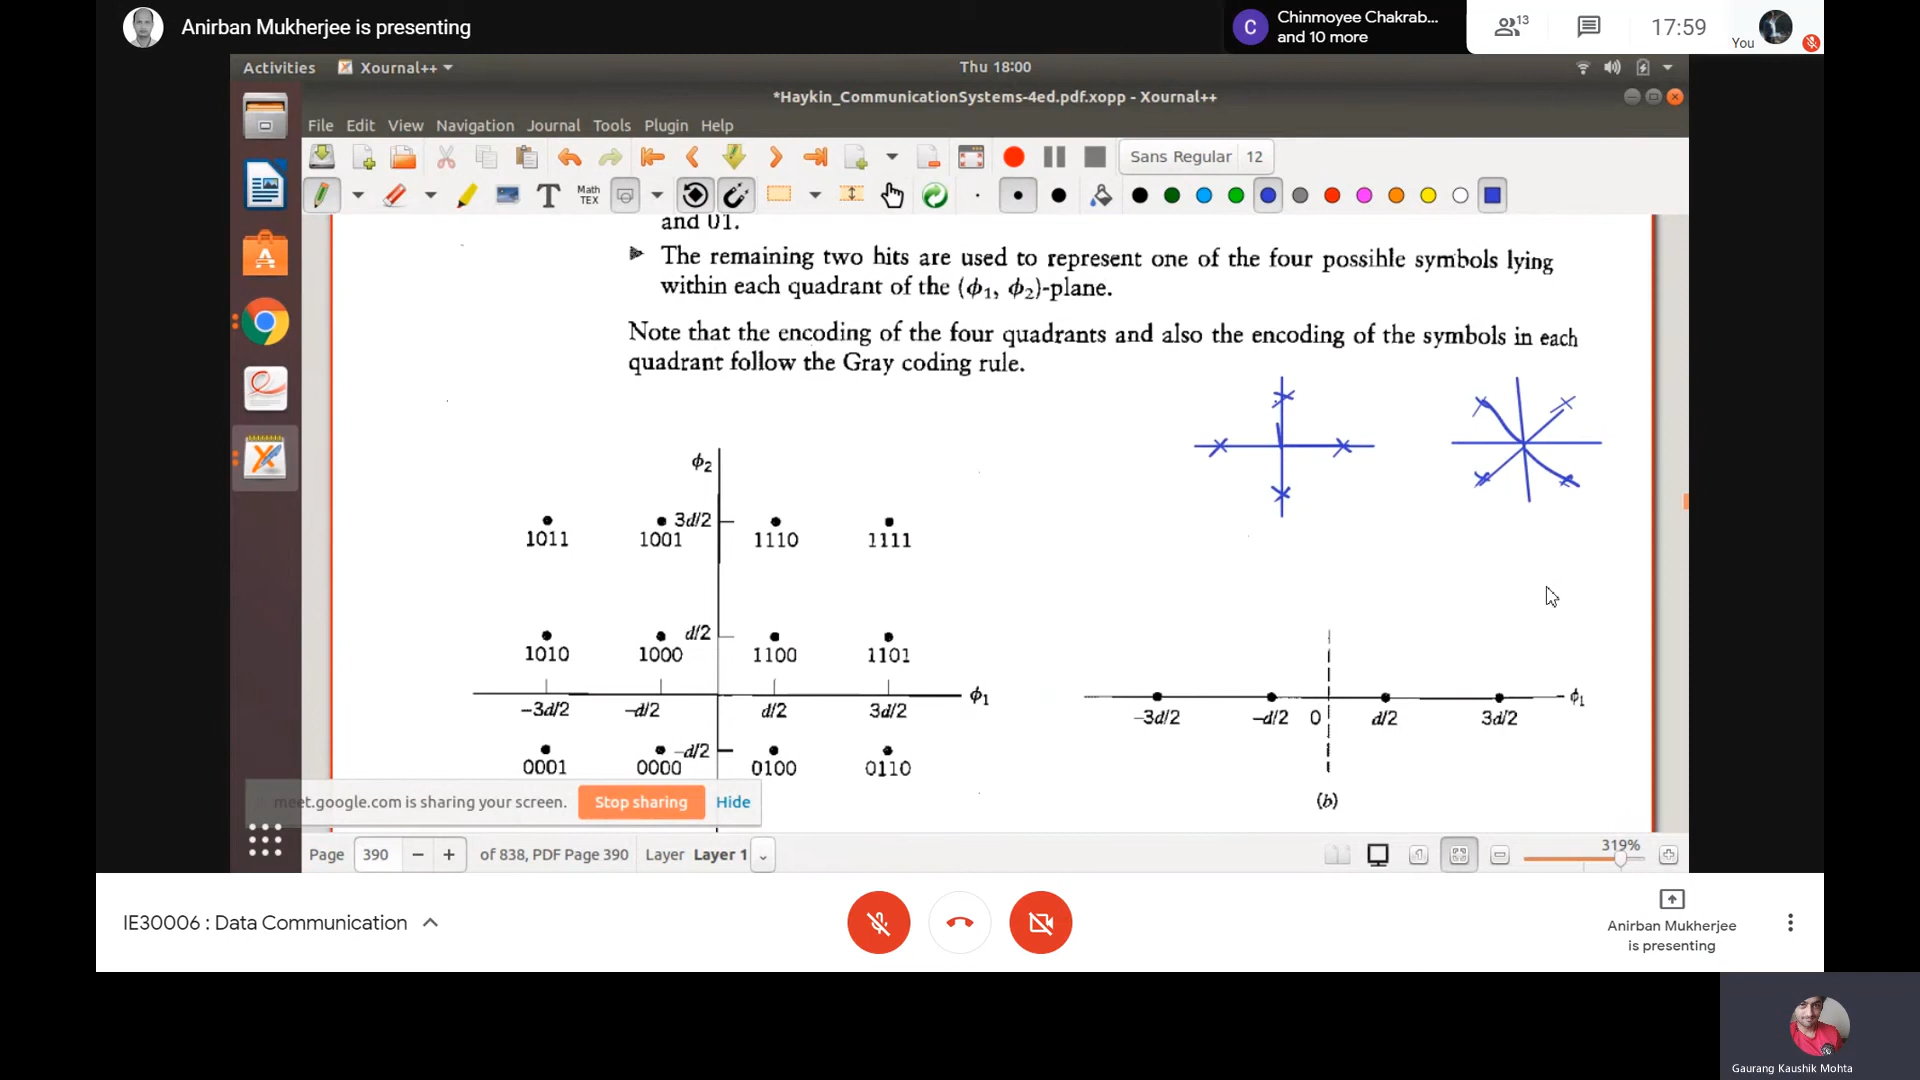 Anirban Mukherjee is presenting
C
Chinmoyee Chakrab...
and 10 more
13
17:59
You
Activities
Xournal++
Thu 18:00
*Haykin_CommunicationSystems-4ed.pdf.xopp - Xournal++
File Edit View Navigation Journal Tools Plugin Help
Sans Regular 12
T
Math
TEX
and 01.
The remaining two hits are used to represent one of the four possible symbols lying
within each quadrant of the (ϕ1, ϕ2)-plane.
Note that the encoding of the four quadrants and also the encoding of the symbols in each
quadrant follow the Gray coding rule.
ϕ2
3d/2
1011 1001 1110 1111
d/2
1010 1000 1100 1101
ϕ1
−3d/2 −d/2 d/2 3d/2
−d/2
0001 0000 0100 0110
ϕ1
−3d/2 −d/2 0 d/2 3d/2
(b)
meet.google.com is sharing your screen. Stop sharing Hide
Page 390 − + of 838, PDF Page 390 Layer Layer 1
319%
IE30006 : Data Communication
Anirban Mukherjee
is presenting
Gaurang Kaushik Mohta